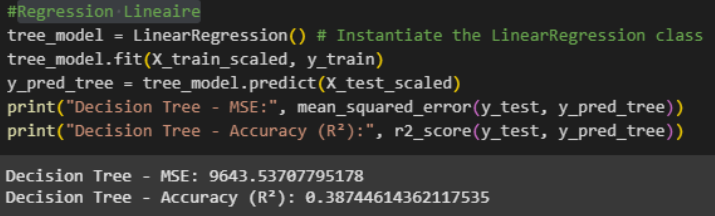 #Regression Lineaire
tree_model = LinearRegression() # Instantiate the LinearRegression class
tree_model.fit(X_train_scaled, y_train)
y_pred_tree = tree_model.predict(X_test_scaled)
print("Decision Tree - MSE:", mean_squared_error(y_test, y_pred_tree))
print("Decision Tree - Accuracy (R²):", r2_score(y_test, y_pred_tree))
Decision Tree - MSE: 9643.53707795178
Decision Tree - Accuracy (R²): 0.38744614362117535